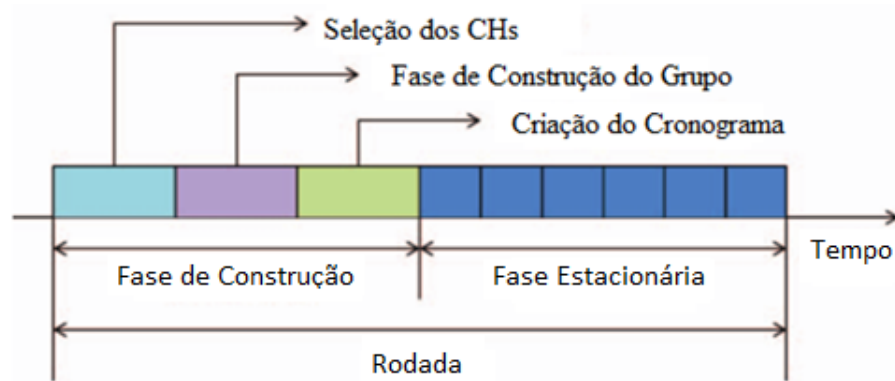 Seleção dos CHs
Fase de Construção do Grupo
Criação do Cronograma
Tempo
Fase de Construção
Fase Estacionária
Rodada